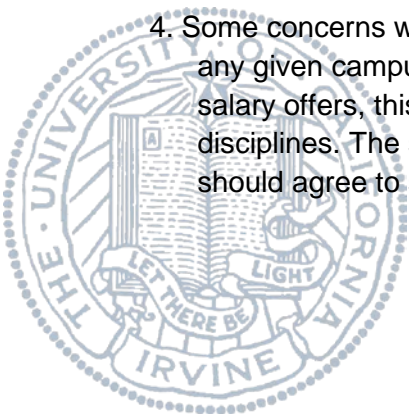 4. Some concerns w
any given campu
salary offers, this
disciplines. The
should agree to
THE · UNIVERSITY · OF · CALIFORNIA
A
LET THERE BE LIGHT
IRVINE